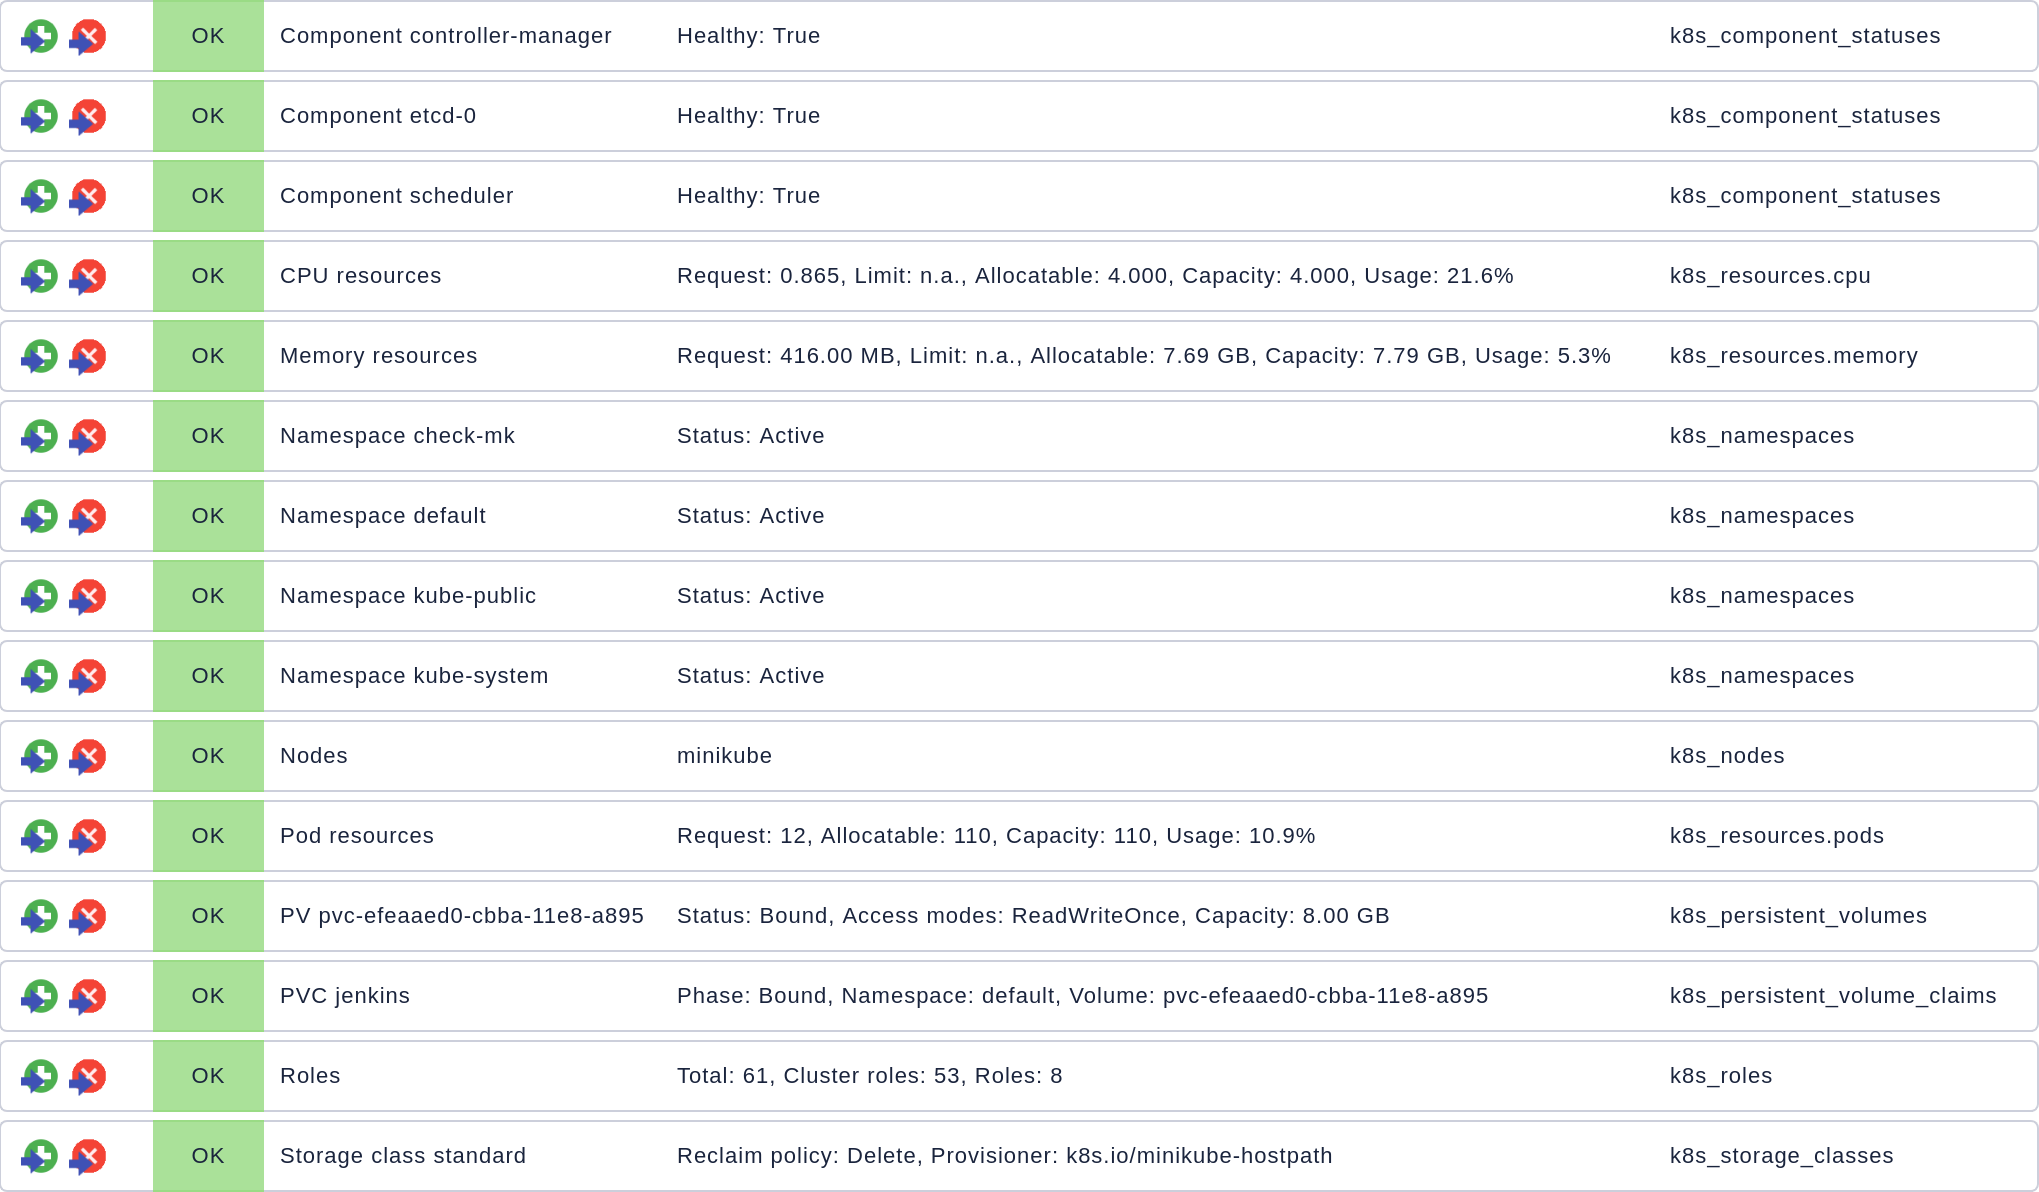 OK Component controller-manager Healthy: True k8s_component_statuses
OK Component etcd-0 Healthy: True k8s_component_statuses
OK Component scheduler Healthy: True k8s_component_statuses
OK CPU resources Request: 0.865, Limit: n.a., Allocatable: 4.000, Capacity: 4.000, Usage: 21.6% k8s_resources.cpu
OK Memory resources Request: 416.00 MB, Limit: n.a., Allocatable: 7.69 GB, Capacity: 7.79 GB, Usage: 5.3% k8s_resources.memory
OK Namespace check-mk Status: Active k8s_namespaces
OK Namespace default Status: Active k8s_namespaces
OK Namespace kube-public Status: Active k8s_namespaces
OK Namespace kube-system Status: Active k8s_namespaces
OK Nodes minikube k8s_nodes
OK Pod resources Request: 12, Allocatable: 110, Capacity: 110, Usage: 10.9% k8s_resources.pods
OK PV pvc-efeaaed0-cbba-11e8-a895 Status: Bound, Access modes: ReadWriteOnce, Capacity: 8.00 GB k8s_persistent_volumes
OK PVC jenkins Phase: Bound, Namespace: default, Volume: pvc-efeaaed0-cbba-11e8-a895 k8s_persistent_volume_claims
OK Roles Total: 61, Cluster roles: 53, Roles: 8 k8s_roles
OK Storage class standard Reclaim policy: Delete, Provisioner: k8s.io/minikube-hostpath k8s_storage_classes